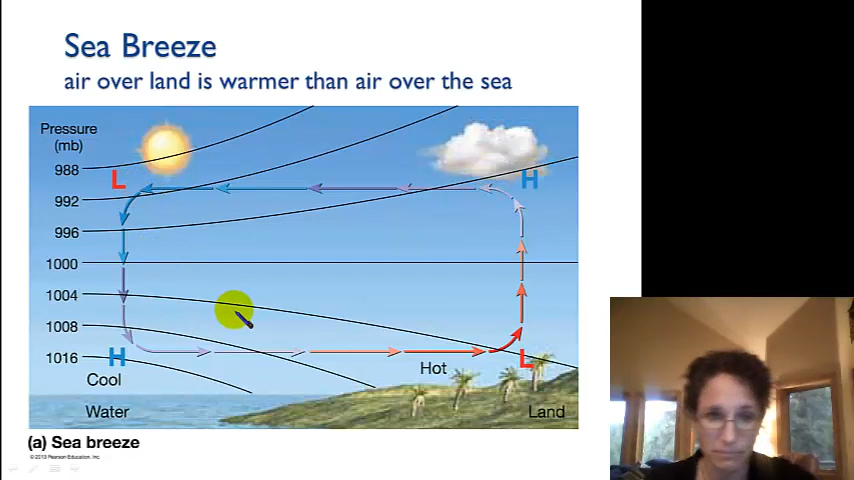 Sea Breeze
air over land is warmer than air over the sea
Pressure
(mb)
988
L
H
992
996
1000
1004
1008
1016
H
L
Hot
Cool
Water
Land
(a) Sea breeze
© 2013 Pearson Education, Inc.